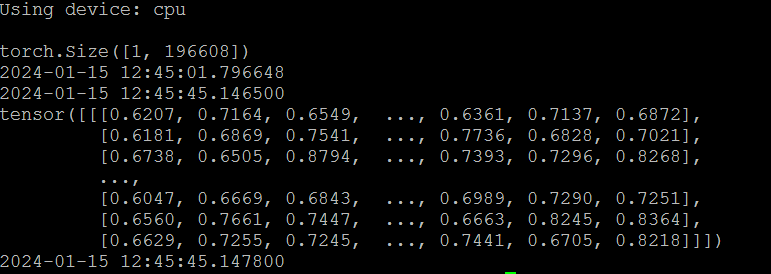 Using device: cpu

torch.Size([1, 196608])
2024-01-15 12:45:01.796648
2024-01-15 12:45:45.146500
tensor([[[0.6207, 0.7164, 0.6549,  ..., 0.6361, 0.7137, 0.6872],
         [0.6181, 0.6869, 0.7541,  ..., 0.7736, 0.6828, 0.7021],
         [0.6738, 0.6505, 0.8794,  ..., 0.7393, 0.7296, 0.8268],
         ...,
         [0.6047, 0.6669, 0.6843,  ..., 0.6989, 0.7290, 0.7251],
         [0.6560, 0.7661, 0.7447,  ..., 0.6663, 0.8245, 0.8364],
         [0.6629, 0.7255, 0.7245,  ..., 0.7441, 0.6705, 0.8218]]])
2024-01-15 12:45:45.147800